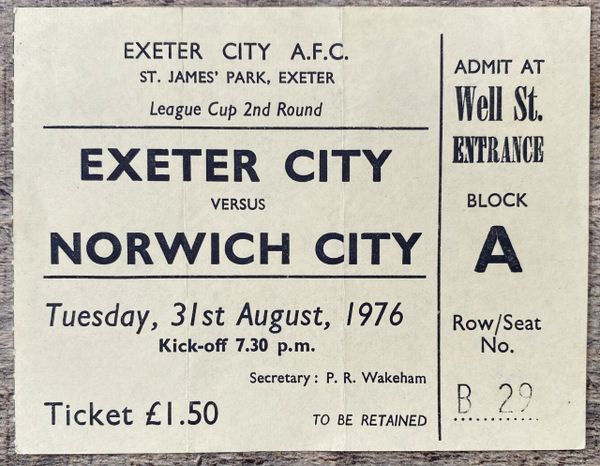 EXETER CITY A.F.C.
ST. JAMES' PARK, EXETER
League Cup 2nd Round
EXETER CITY
VERSUS
NORWICH CITY
Tuesday, 31st August, 1976
Kick-off 7.30 p.m.
Secretary: P. R. Wakeham
Ticket £1.50
TO BE RETAINED
ADMIT AT
Well St.
ENTRANCE
BLOCK
A
Row/Seat
No.
B 29